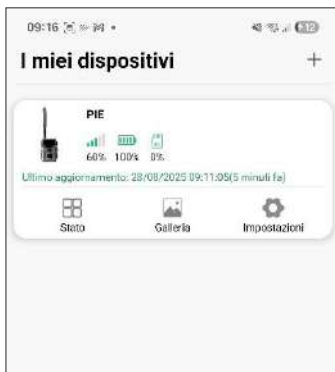 09:16
12
I miei dispositivi +
PIE
60% 100% 0%
Ultimo aggiornamento: 28/08/2025 09:11:05(5 minuti fa)
Stato Galleria Impostazioni